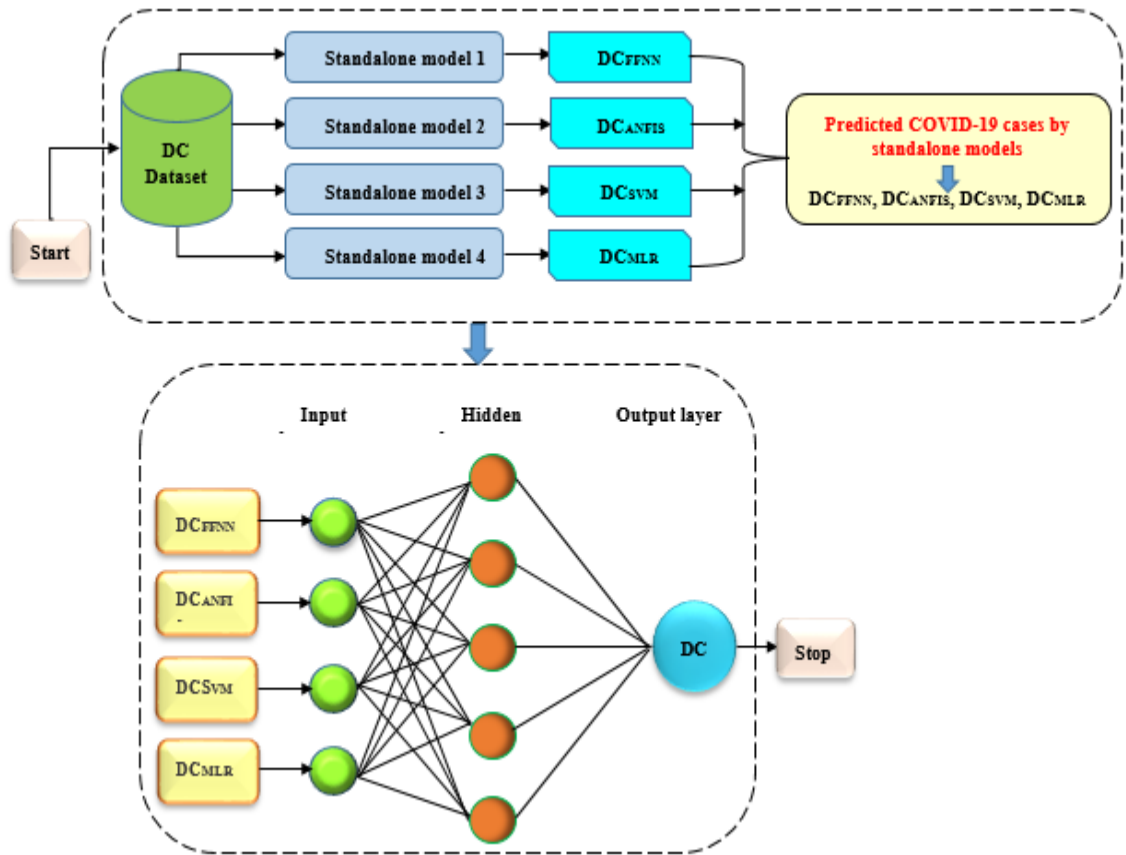 Start
DC
Dataset
Standalone model 1
Standalone model 2
Standalone model 3
Standalone model 4
DCFFNN
DCANFIS
DCSVM
DCMLR
Predicted COVID-19 cases by
standalone models
DCFFNN, DCANFIS, DCSVM, DCMLR
Input
Hidden
Output layer
DCFFNN
DCANFI
DCSVM
DCMLR
DC
Stop